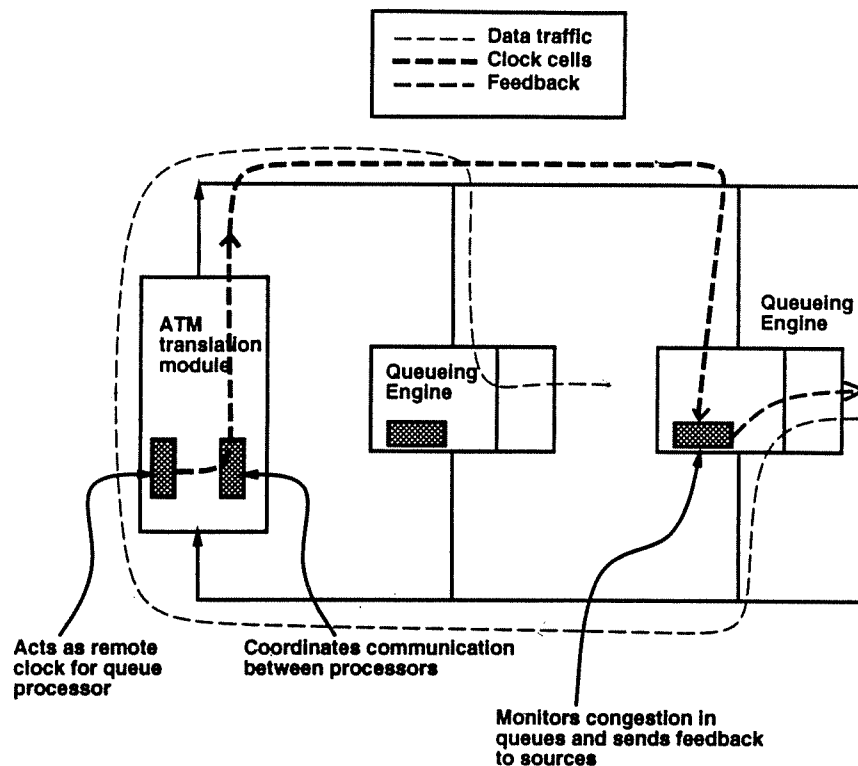 Data traffic
Clock cells
Feedback
ATM
translation
module
Queueing
Engine
Queueing
Engine
Acts as remote
clock for queue
processor
Coordinates communication
between processors
Monitors congestion in
queues and sends feedback
to sources